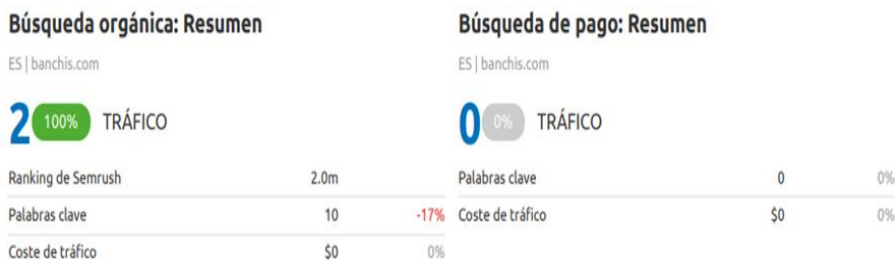 Búsqueda orgánica: Resumen
ES | banchis.com
2 100% TRÁFICO
Ranking de Semrush 2.0m
Palabras clave 10 -17%
Coste de tráfico $0 0%
Búsqueda de pago: Resumen
ES | banchis.com
0 0% TRÁFICO
Palabras clave 0 0%
Coste de tráfico $0 0%